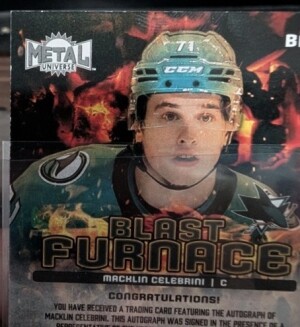 71
CCM
METAL
UNIVERSE
BLAST
FURNACE
MACKLIN CELEBRINI | C
CONGRATULATIONS!
YOU HAVE RECEIVED A TRADING CARD FEATURING THE AUTOGRAPH OF
MACKLIN CELEBRINI. THIS AUTOGRAPH WAS SIGNED IN THE PRESENCE OF A